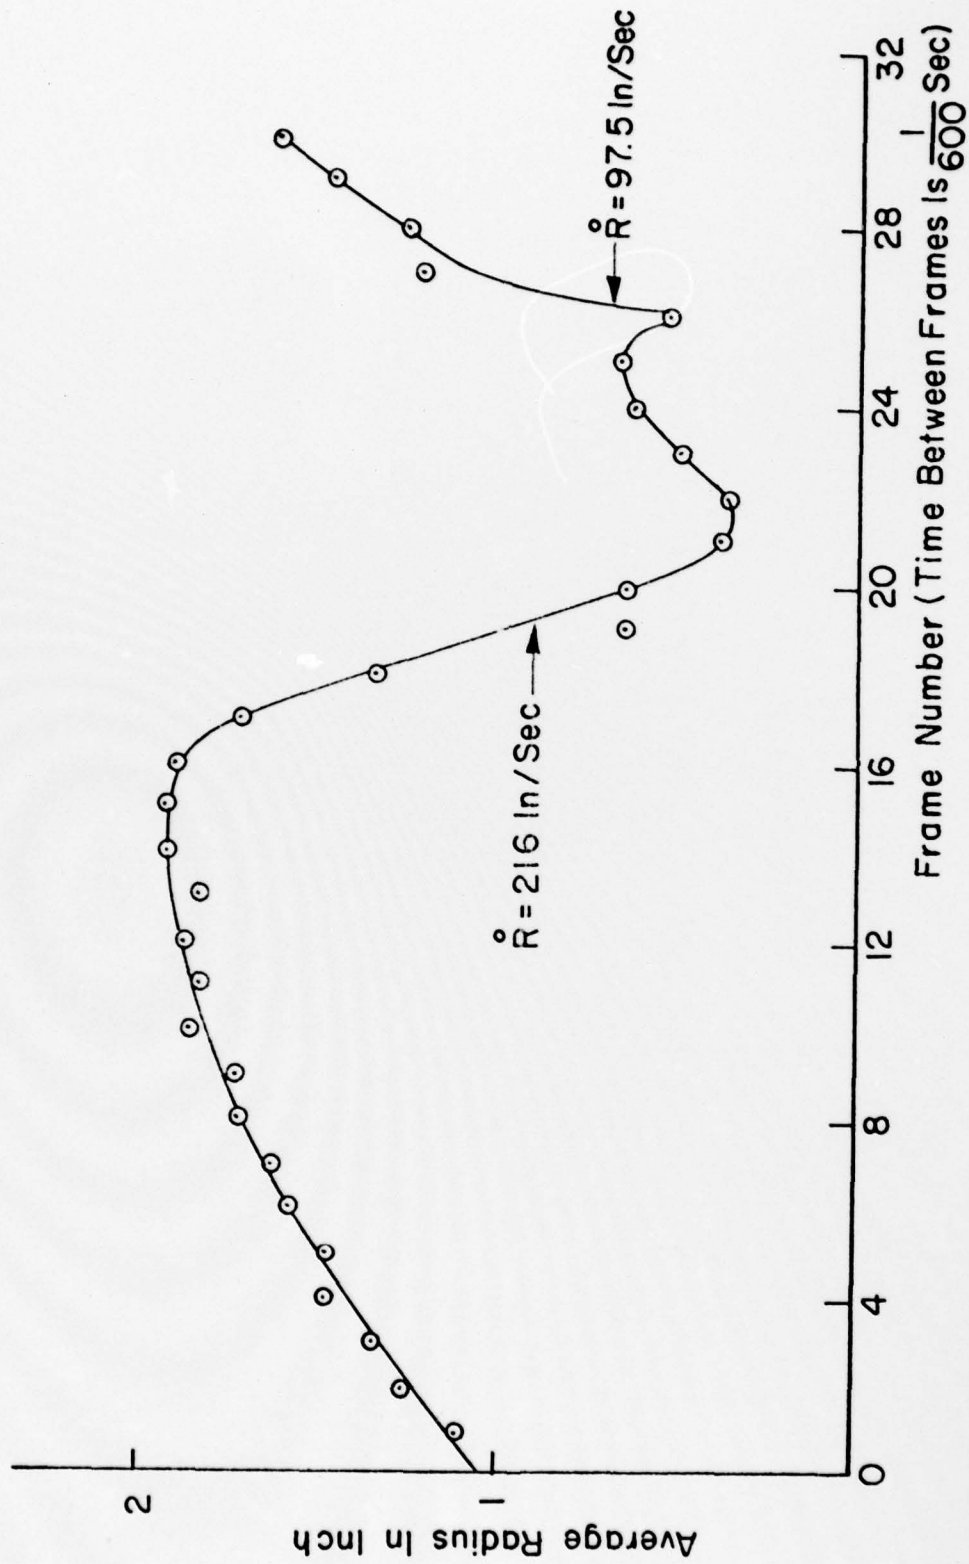 Average Radius In Inch
2
1
Ṙ = 216 In/Sec
Ṙ = 97.5 In/Sec
0
4
8
12
16
20
24
28
32
Frame Number (Time Between Frames Is 1/600 Sec)